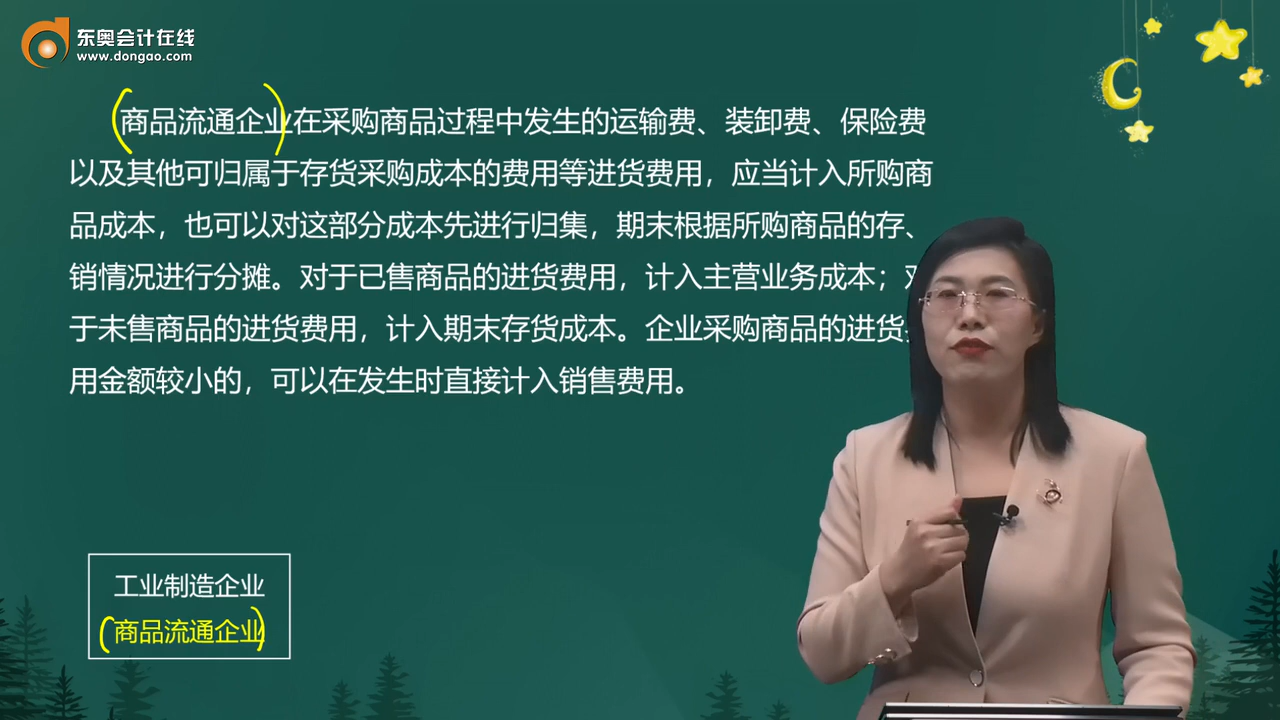 东奥会计在线
www.dongao.com
商品流通企业在采购商品过程中发生的运输费、装卸费、保险费
以及其他可归属于存货采购成本的费用等进货费用，应当计入所购商
品成本，也可以对这部分成本先进行归集，期末根据所购商品的存、
销情况进行分摊。对于已售商品的进货费用，计入主营业务成本；
于未售商品的进货费用，计入期末存货成本。企业采购商品的进货
用金额较小的，可以在发生时直接计入销售费用。
工业制造企业
商品流通企业